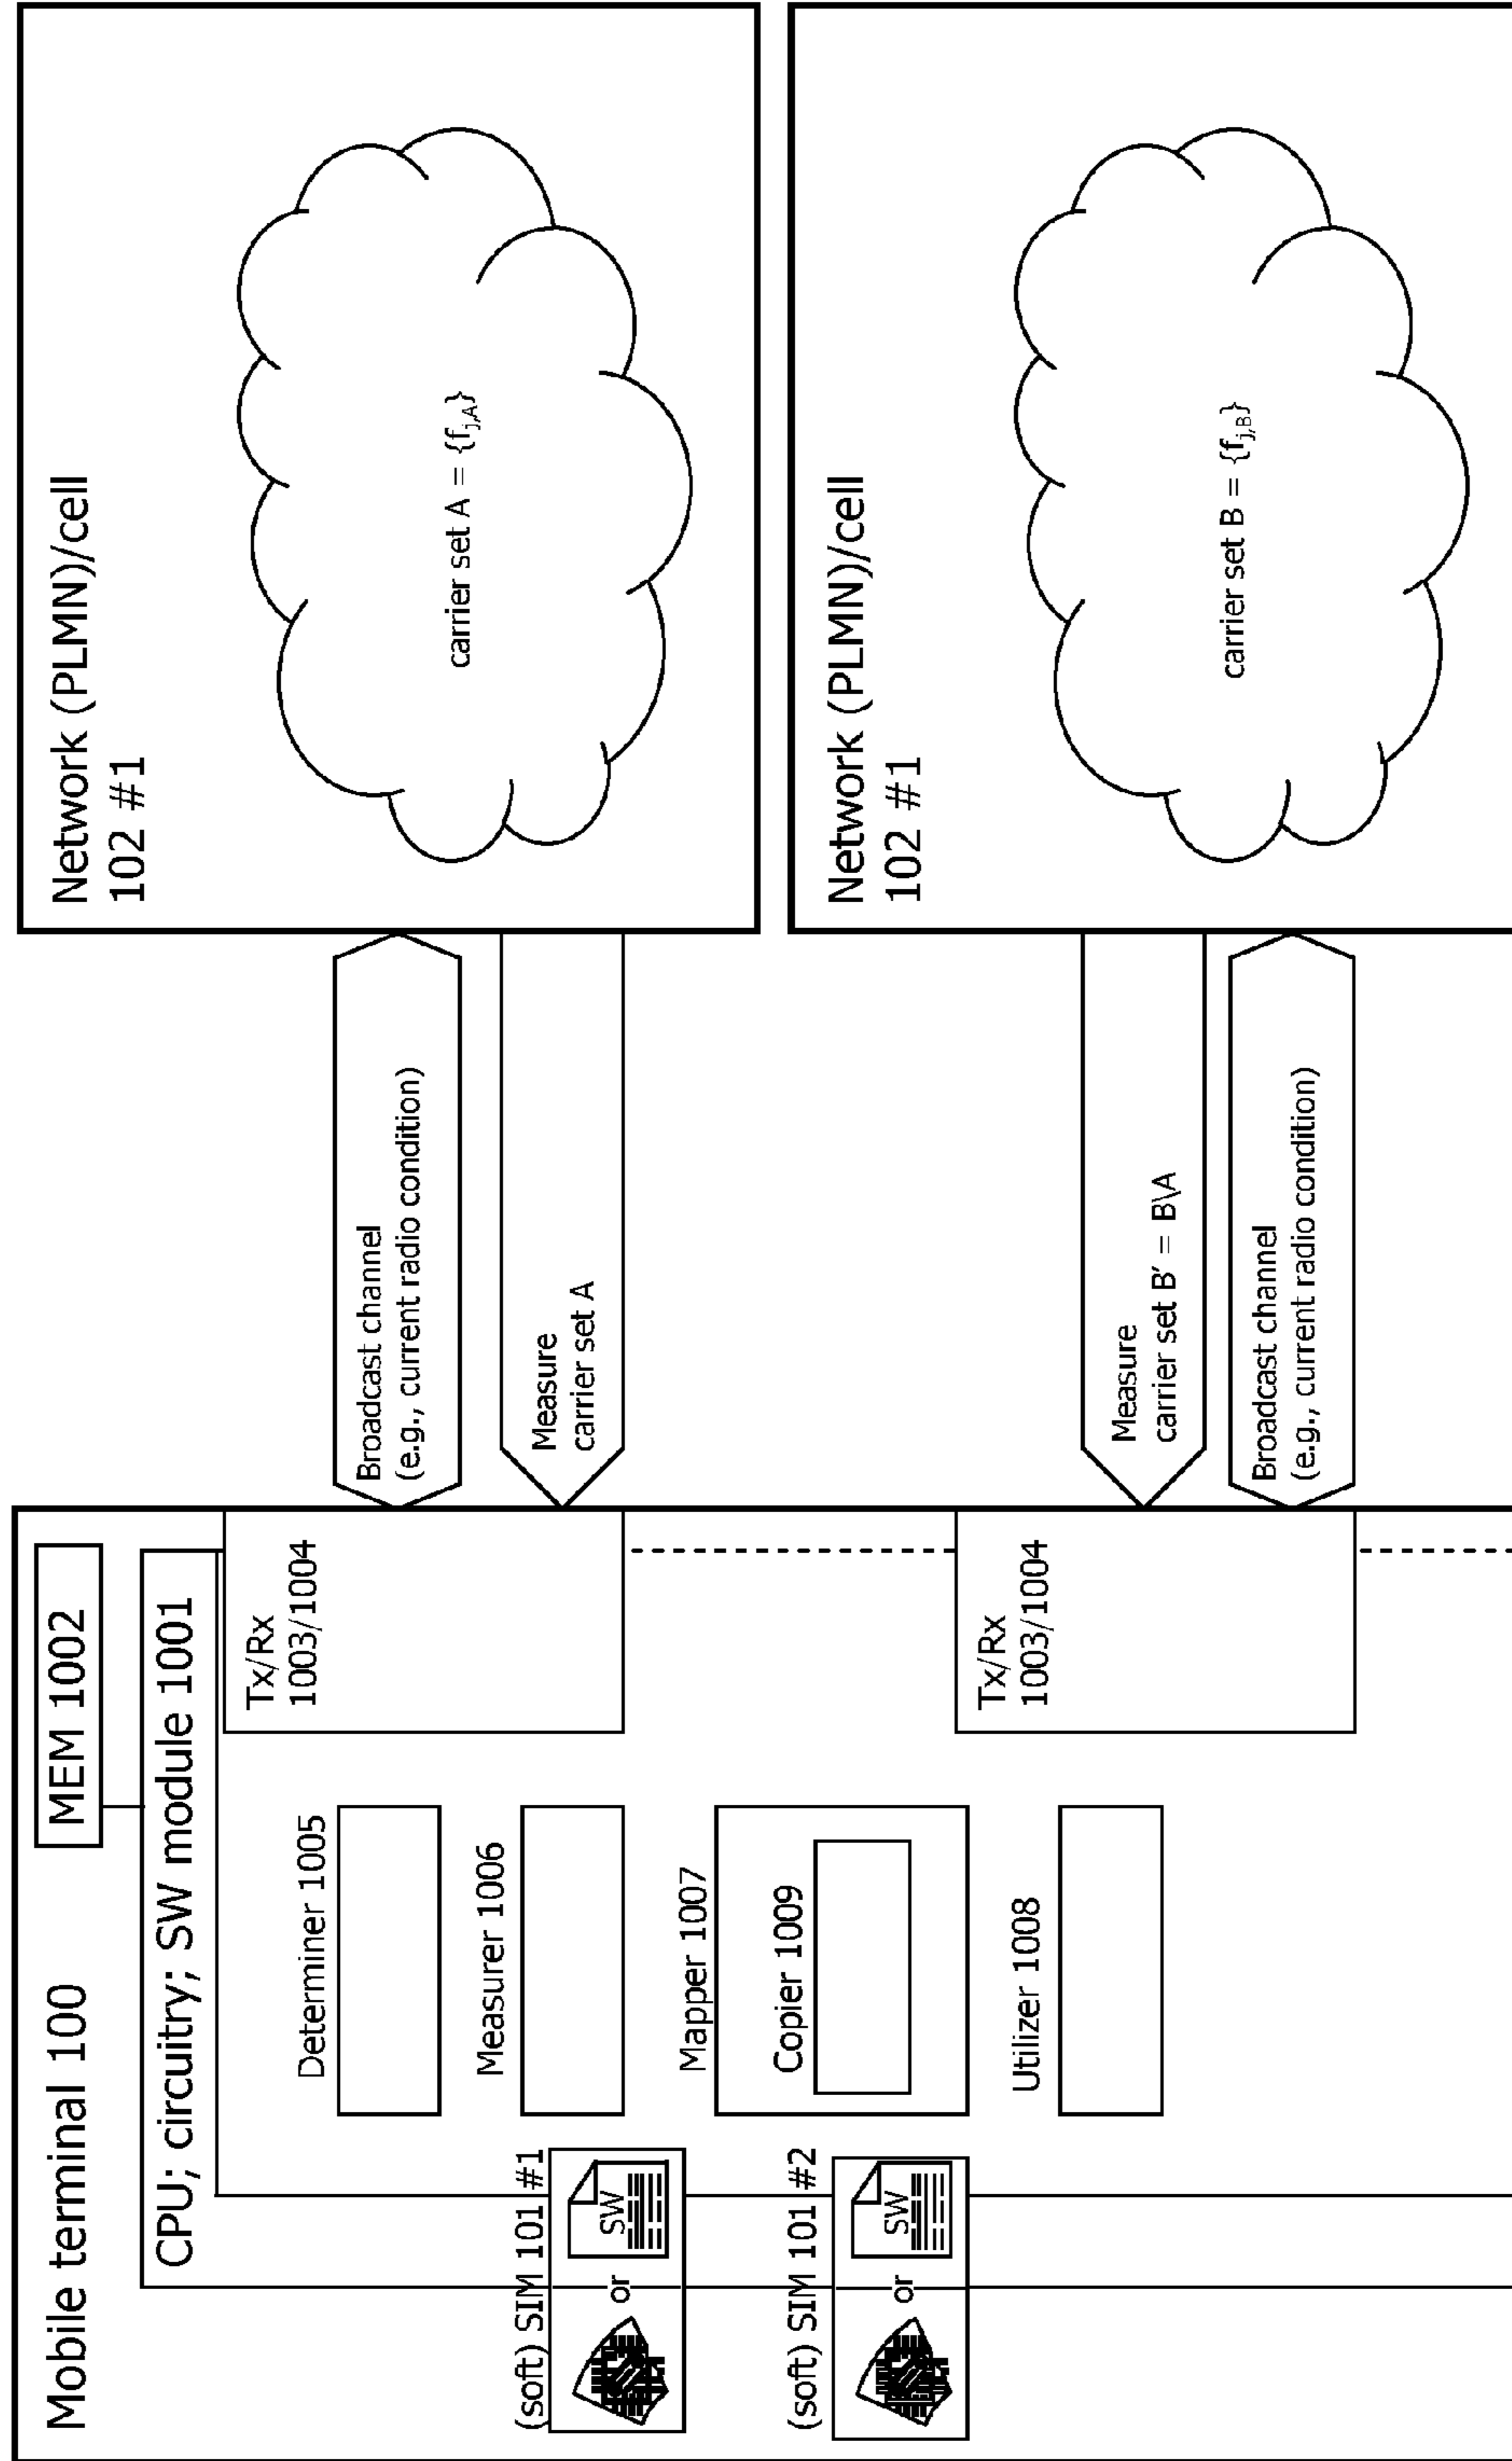 Mobile terminal 100
MEM 1002
CPU; circuitry; SW module 1001
Tx/Rx
1003/1004
Determiner 1005
Measurer 1006
(soft) SIM 101 #1
or
SW
Mapper 1007
Copier 1009
(soft) SIM 101 #2
or
SW
Tx/Rx
1003/1004
Utilizer 1008
Broadcast channel
(e.g., current radio condition)
Measure
carrier set A
Measure
carrier set B' = B\A
Broadcast channel
(e.g., current radio condition)
Network (PLMN)/cell
102 #1
carrier set A = {fj,A}
Network (PLMN)/cell
102 #1
carrier set B = {fj,B}